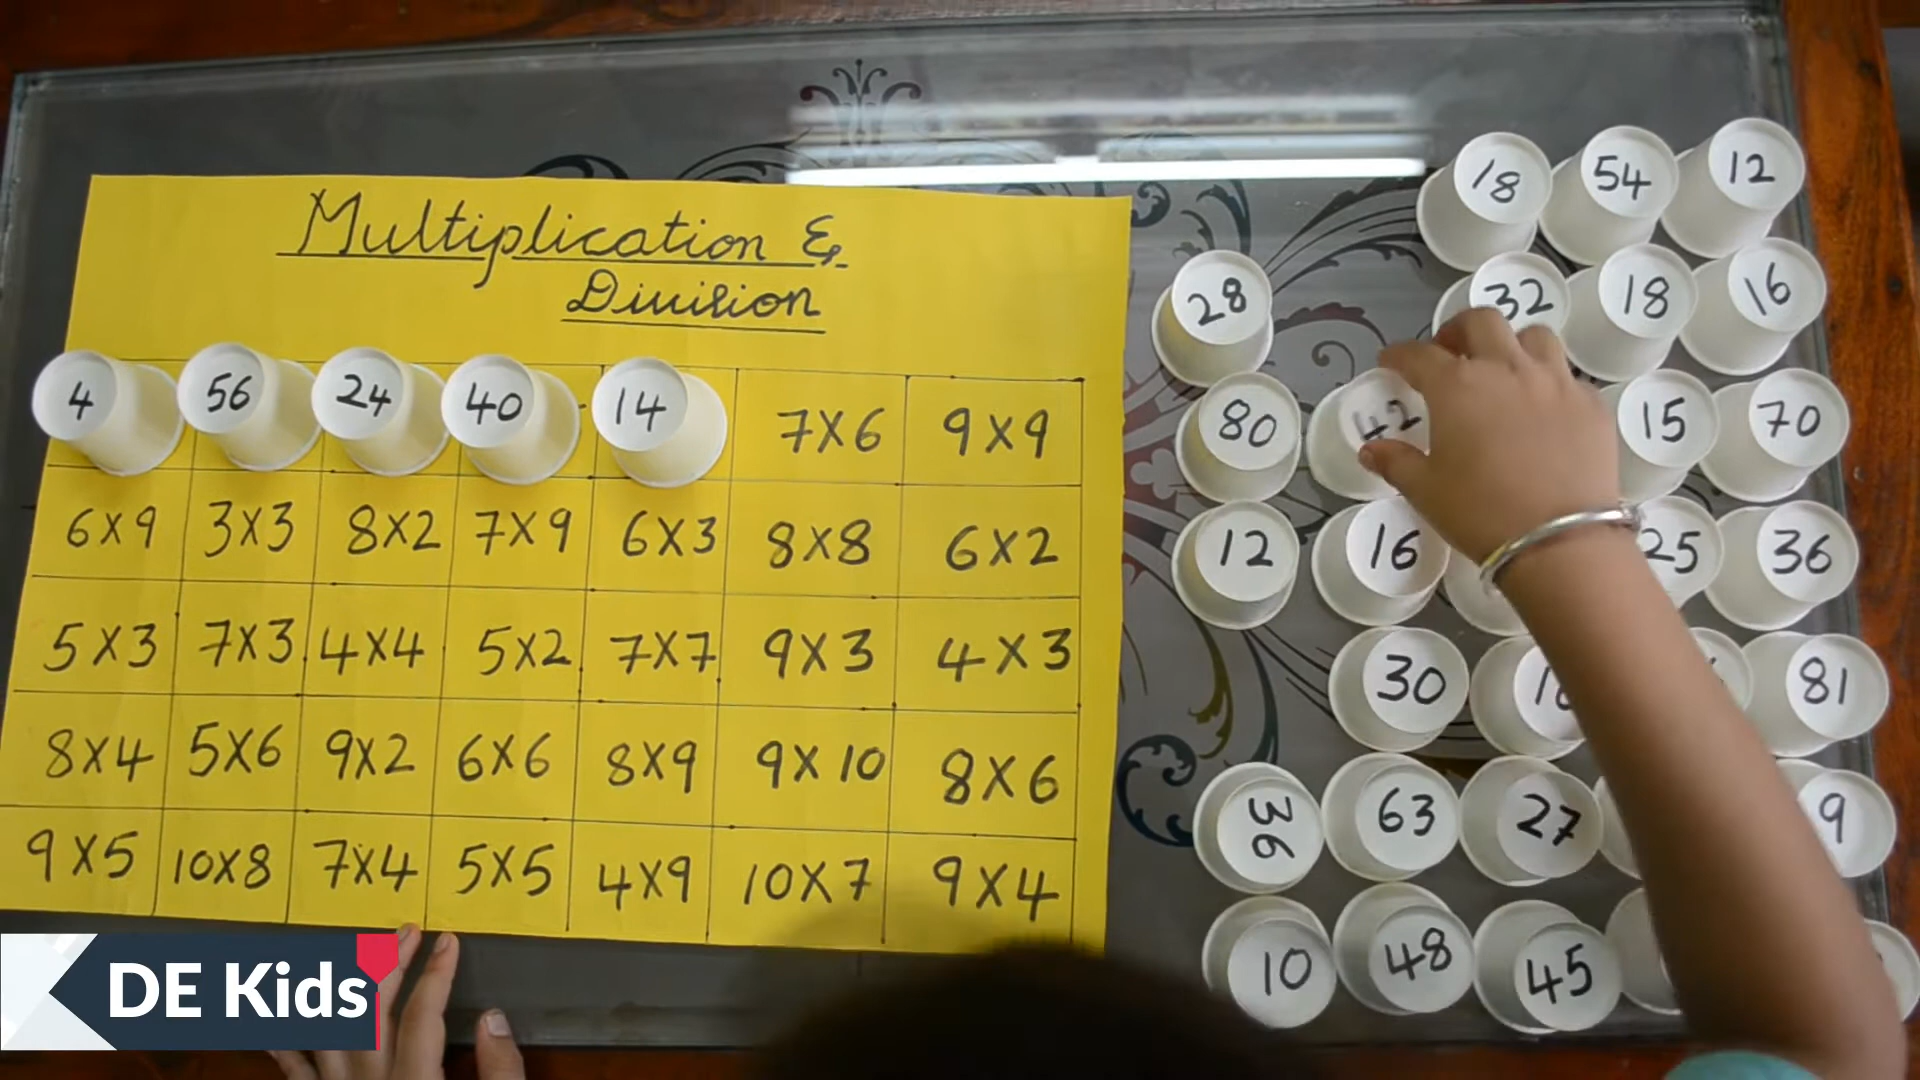 Multiplication &
Division
4 56 24 40 14 7X6 9X9
6X9 3X3 8X2 7X9 6X3 8X8 6X2
5X3 7X3 4X4 5X2 7X7 9X3 4X3
8X4 5X6 9X2 6X6 8X9 9X10 8X6
9X5 10X8 7X4 5X5 4X9 10X7 9X4
18 54 12
28 32 18 16
80 42 15 70
12 16 25 36
30 81
36 63 27 9
10 48 45
DE Kids